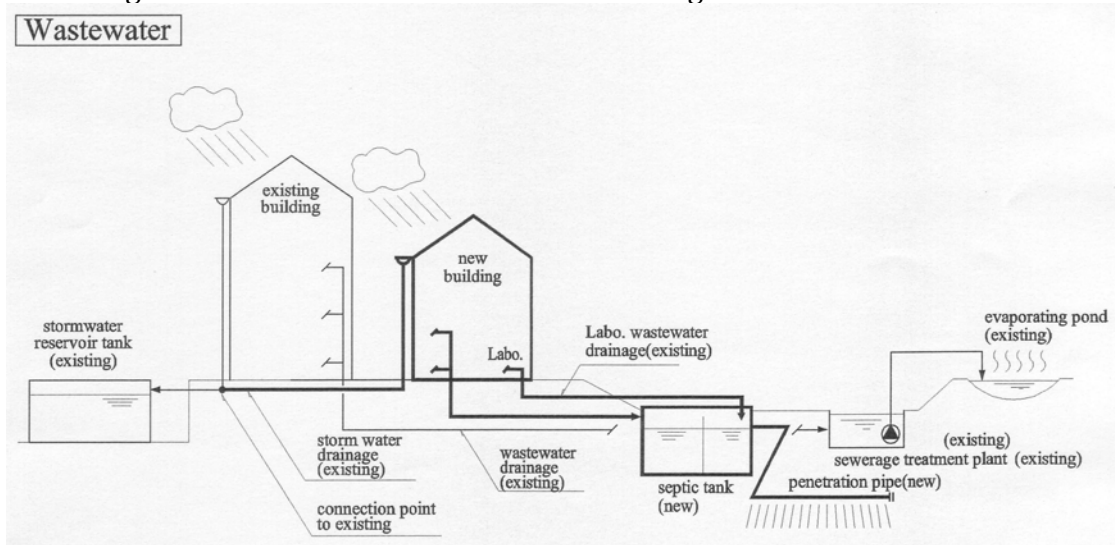 Wastewater
existing
building
new
building
stormwater
reservoir tank
(existing)
Labo.
Labo. wastewater
drainage(existing)
evaporating pond
(existing)
storm water
drainage
(existing)
wastewater
drainage
(existing)
septic tank
(new)
(existing)
sewerage treatment plant (existing)
penetration pipe(new)
connection point
to existing